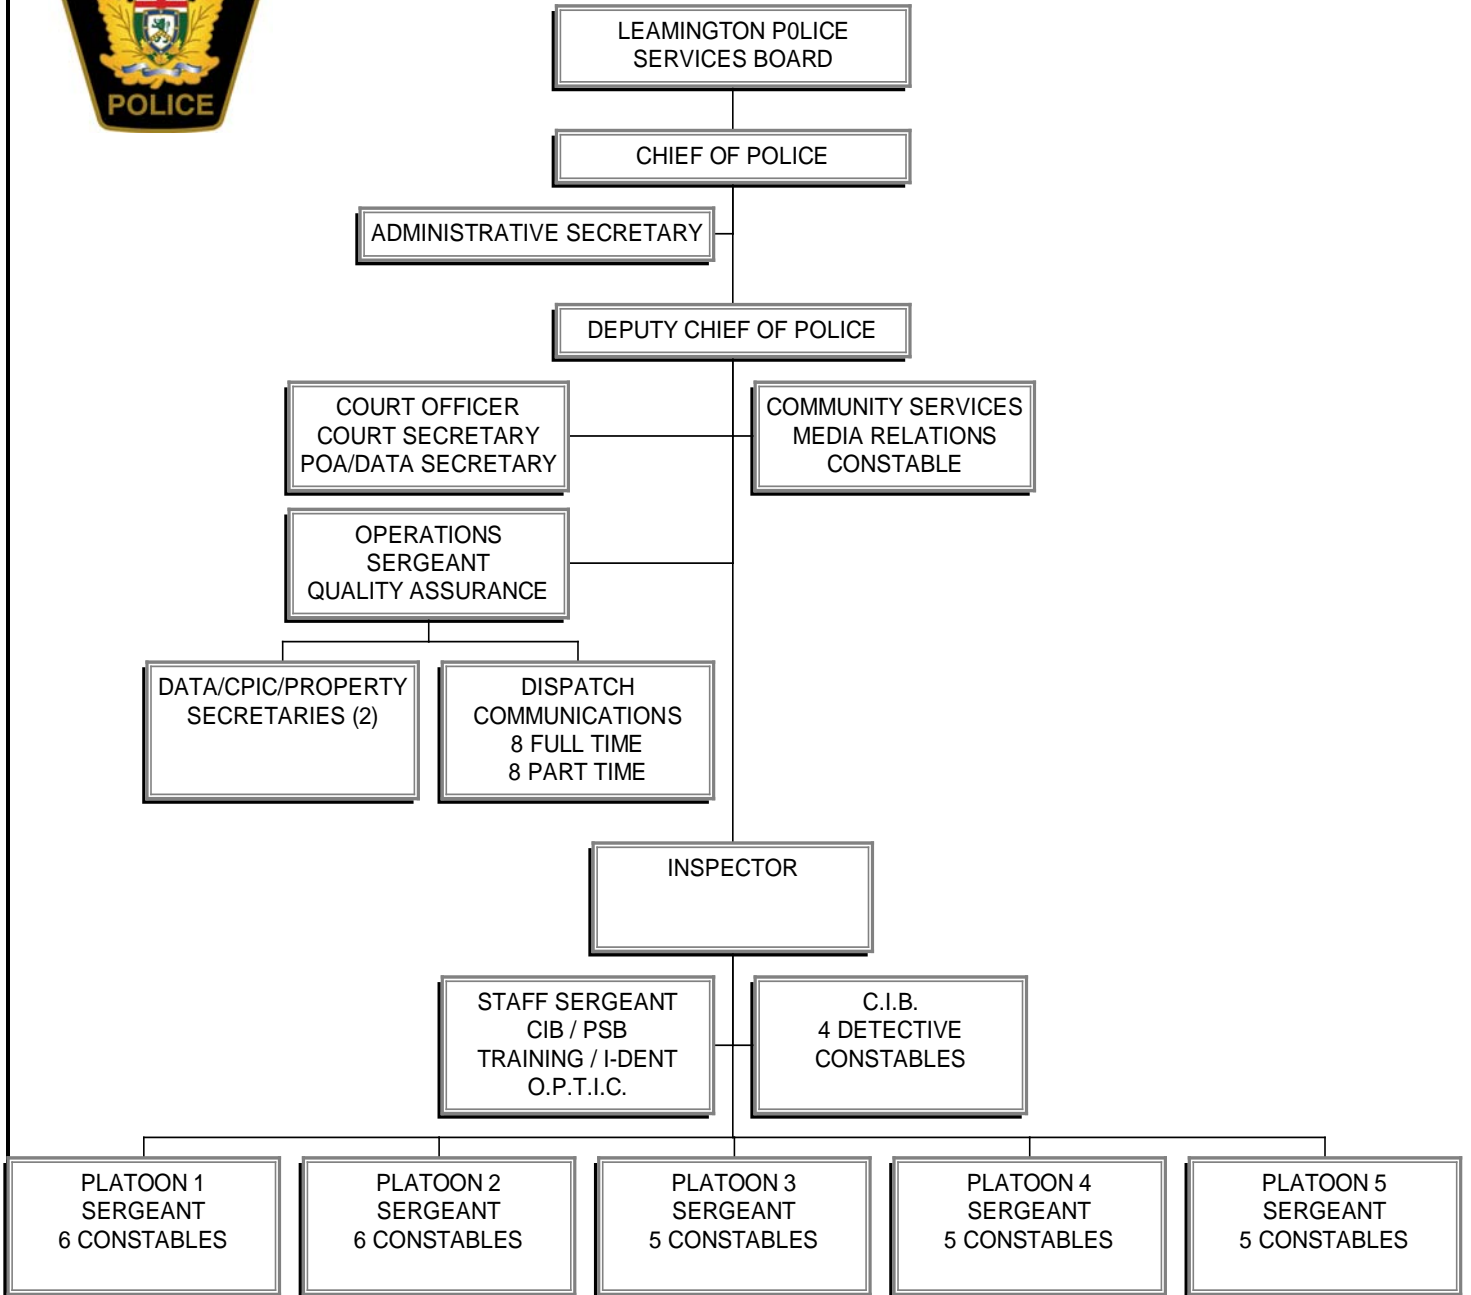 POLICE
LEAMINGTON P0LICE
SERVICES BOARD
CHIEF OF POLICE
ADMINISTRATIVE SECRETARY
DEPUTY CHIEF OF POLICE
COURT OFFICER
COURT SECRETARY
POA/DATA SECRETARY
COMMUNITY SERVICES
MEDIA RELATIONS
CONSTABLE
OPERATIONS
SERGEANT
QUALITY ASSURANCE
DATA/CPIC/PROPERTY
SECRETARIES (2)
DISPATCH
COMMUNICATIONS
8 FULL TIME
8 PART TIME
INSPECTOR
STAFF SERGEANT
CIB / PSB
TRAINING / I-DENT
O.P.T.I.C.
C.I.B.
4 DETECTIVE
CONSTABLES
PLATOON 1
SERGEANT
6 CONSTABLES
PLATOON 2
SERGEANT
6 CONSTABLES
PLATOON 3
SERGEANT
5 CONSTABLES
PLATOON 4
SERGEANT
5 CONSTABLES
PLATOON 5
SERGEANT
5 CONSTABLES